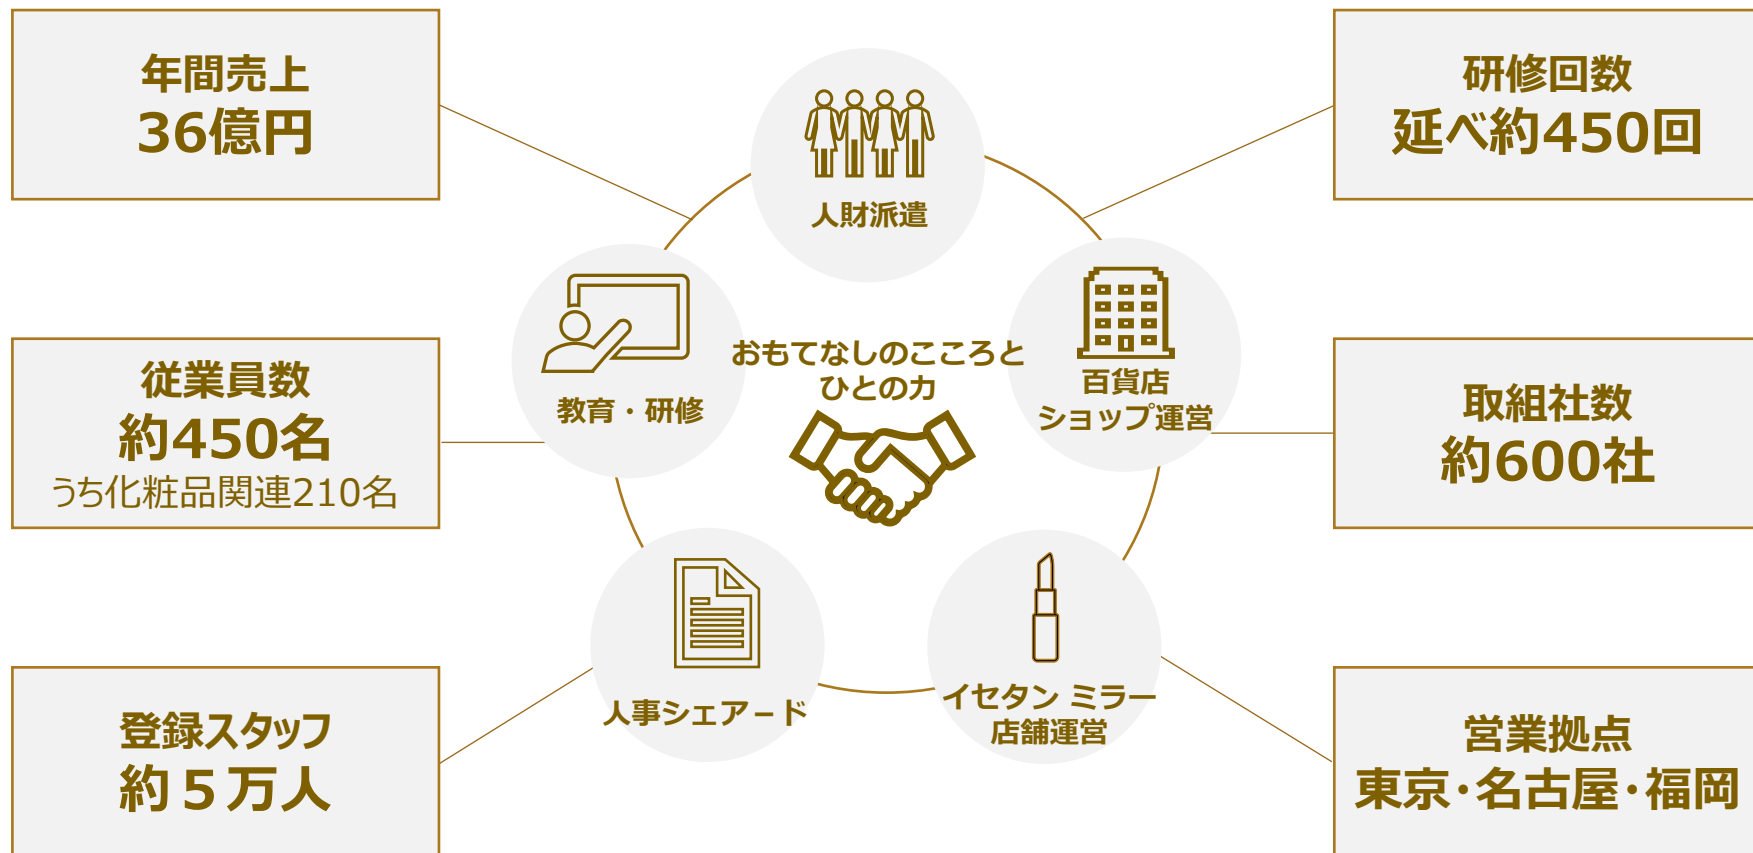 年間売上
36億円
研修回数
延べ約450回
人財派遣
教育・研修
百貨店
ショップ運営
おもてなしのこころと
ひとの力
従業員数
約450名
うち化粧品関連210名
取組社数
約600社
人事シェアード
イセタン ミラー
店舗運営
登録スタッフ
約５万人
営業拠点
東京・名古屋・福岡